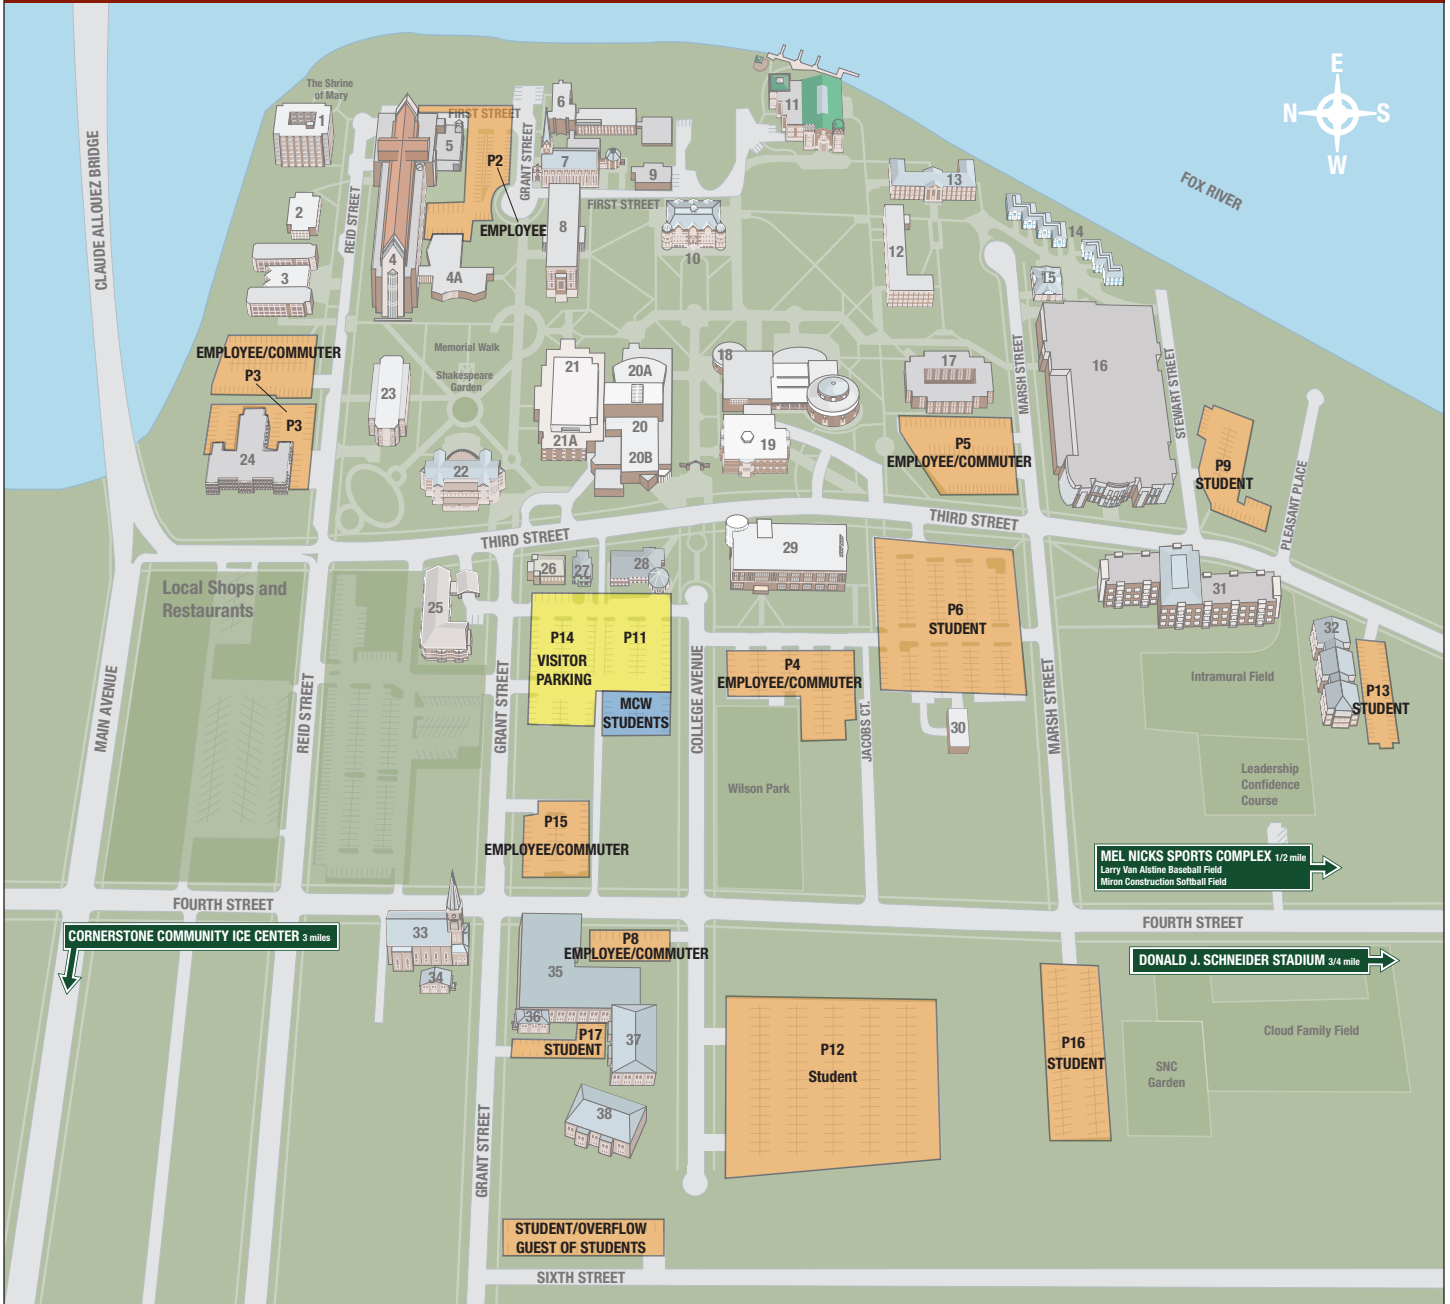 The Shrine
of Mary
FIRST STREET
1
5
6
11
P2
GRANT STREET
7
9
13
E
N
S
W
CLAUDE ALLOUEZ BRIDGE
2
REID STREET
FIRST STREET
FOX RIVER
EMPLOYEE
8
10
12
14
3
4
4A
15
EMPLOYEE/COMMUTER
P3
Memorial Walk
Shakespeare
Garden
21
20A
18
17
MARSH STREET
16
STEWART STREET
23
P3
24
22
21A
20
20B
19
P5
EMPLOYEE/COMMUTER
P9
STUDENT
PLEASANT PLACE
THIRD STREET
THIRD STREET
Local Shops and
Restaurants
25
26
27
28
29
31
P6
STUDENT
32
P14
VISITOR
PARKING
P11
MCW
STUDENTS
P4
EMPLOYEE/COMMUTER
Intramural Field
P13
STUDENT
MAIN AVENUE
REID STREET
GRANT STREET
COLLEGE AVENUE
JACOBS CT.
30
MARSH STREET
Wilson Park
Leadership
Confidence
Course
P15
EMPLOYEE/COMMUTER
MEL NICKS SPORTS COMPLEX 1/2 mile
Larry Van Alstine Baseball Field
Miron Construction Softball Field
FOURTH STREET
FOURTH STREET
CORNERSTONE COMMUNITY ICE CENTER 3 miles
33
34
35
P8
EMPLOYEE/COMMUTER
DONALD J. SCHNEIDER STADIUM 3/4 mile
36
P17
STUDENT
37
P12
Student
P16
STUDENT
Cloud Family Field
SNC
Garden
38
GRANT STREET
STUDENT/OVERFLOW
GUEST OF STUDENTS
SIXTH STREET